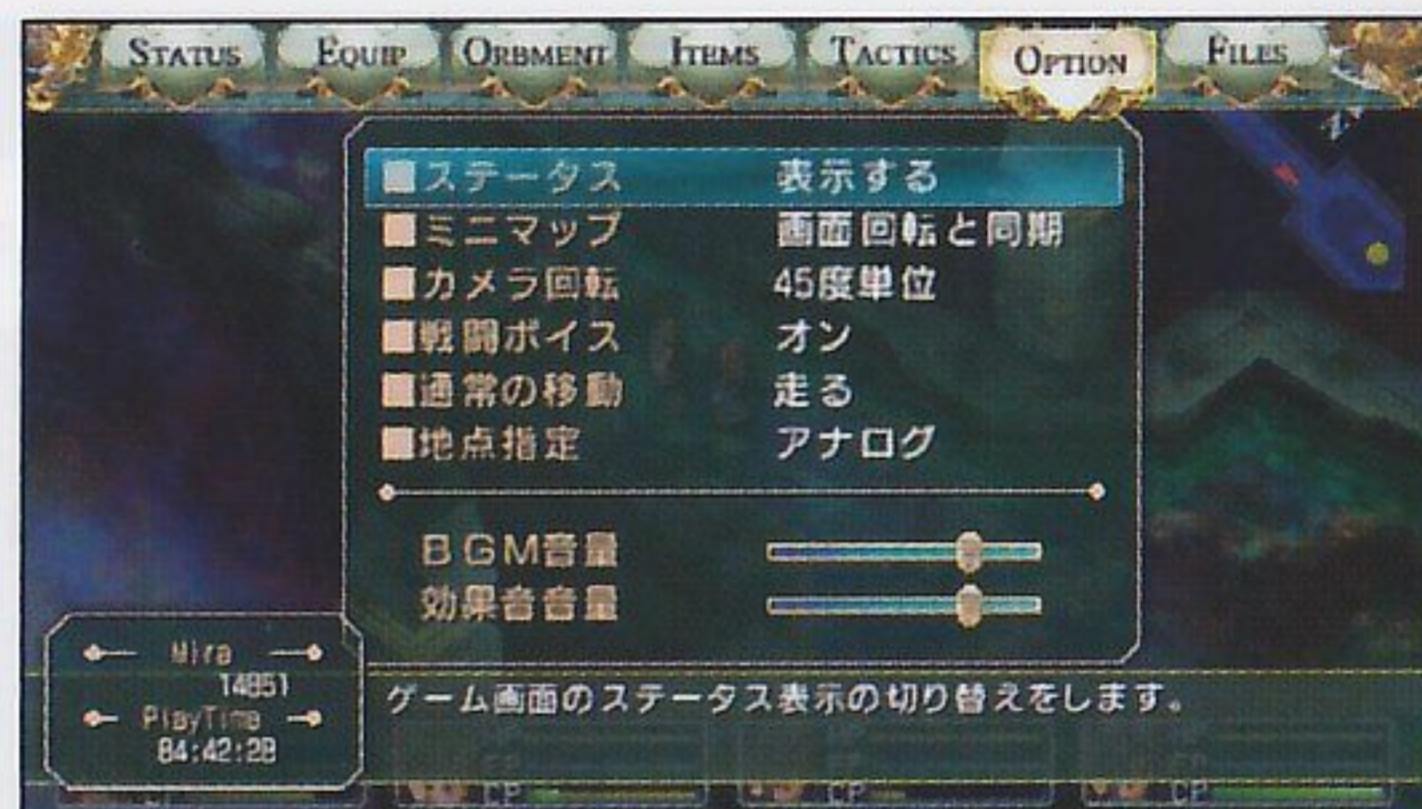 STATUS EQUIP ORBMENT ITEMS TACTICS OPTION FILES
■ステータス 表示する
■ミニマップ 画面回転と同期
■カメラ回転 45度単位
■戦闘ボイス オン
■通常の移動 走る
■地点指定 アナログ
BGM音量
効果音音量
Mira
14851
PlayTime
84:42:28
ゲーム画面のステータス表示の切り替えをします。
CP CP CP